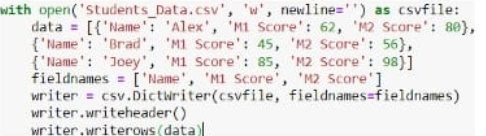 with open('Students_Data.csv', 'w', newline='') as csvfile:
    data = [{'Name': 'Alex', 'M1 Score': 62, 'M2 Score': 80},
    {'Name': 'Brad', 'M1 Score': 45, 'M2 Score': 56},
    {'Name': 'Joey', 'M1 Score': 85, 'M2 Score': 98}]
    fieldnames = ['Name', 'M1 Score', 'M2 Score']
    writer = csv.DictWriter(csvfile, fieldnames=fieldnames)
    writer.writeheader()
    writer.writerows(data)